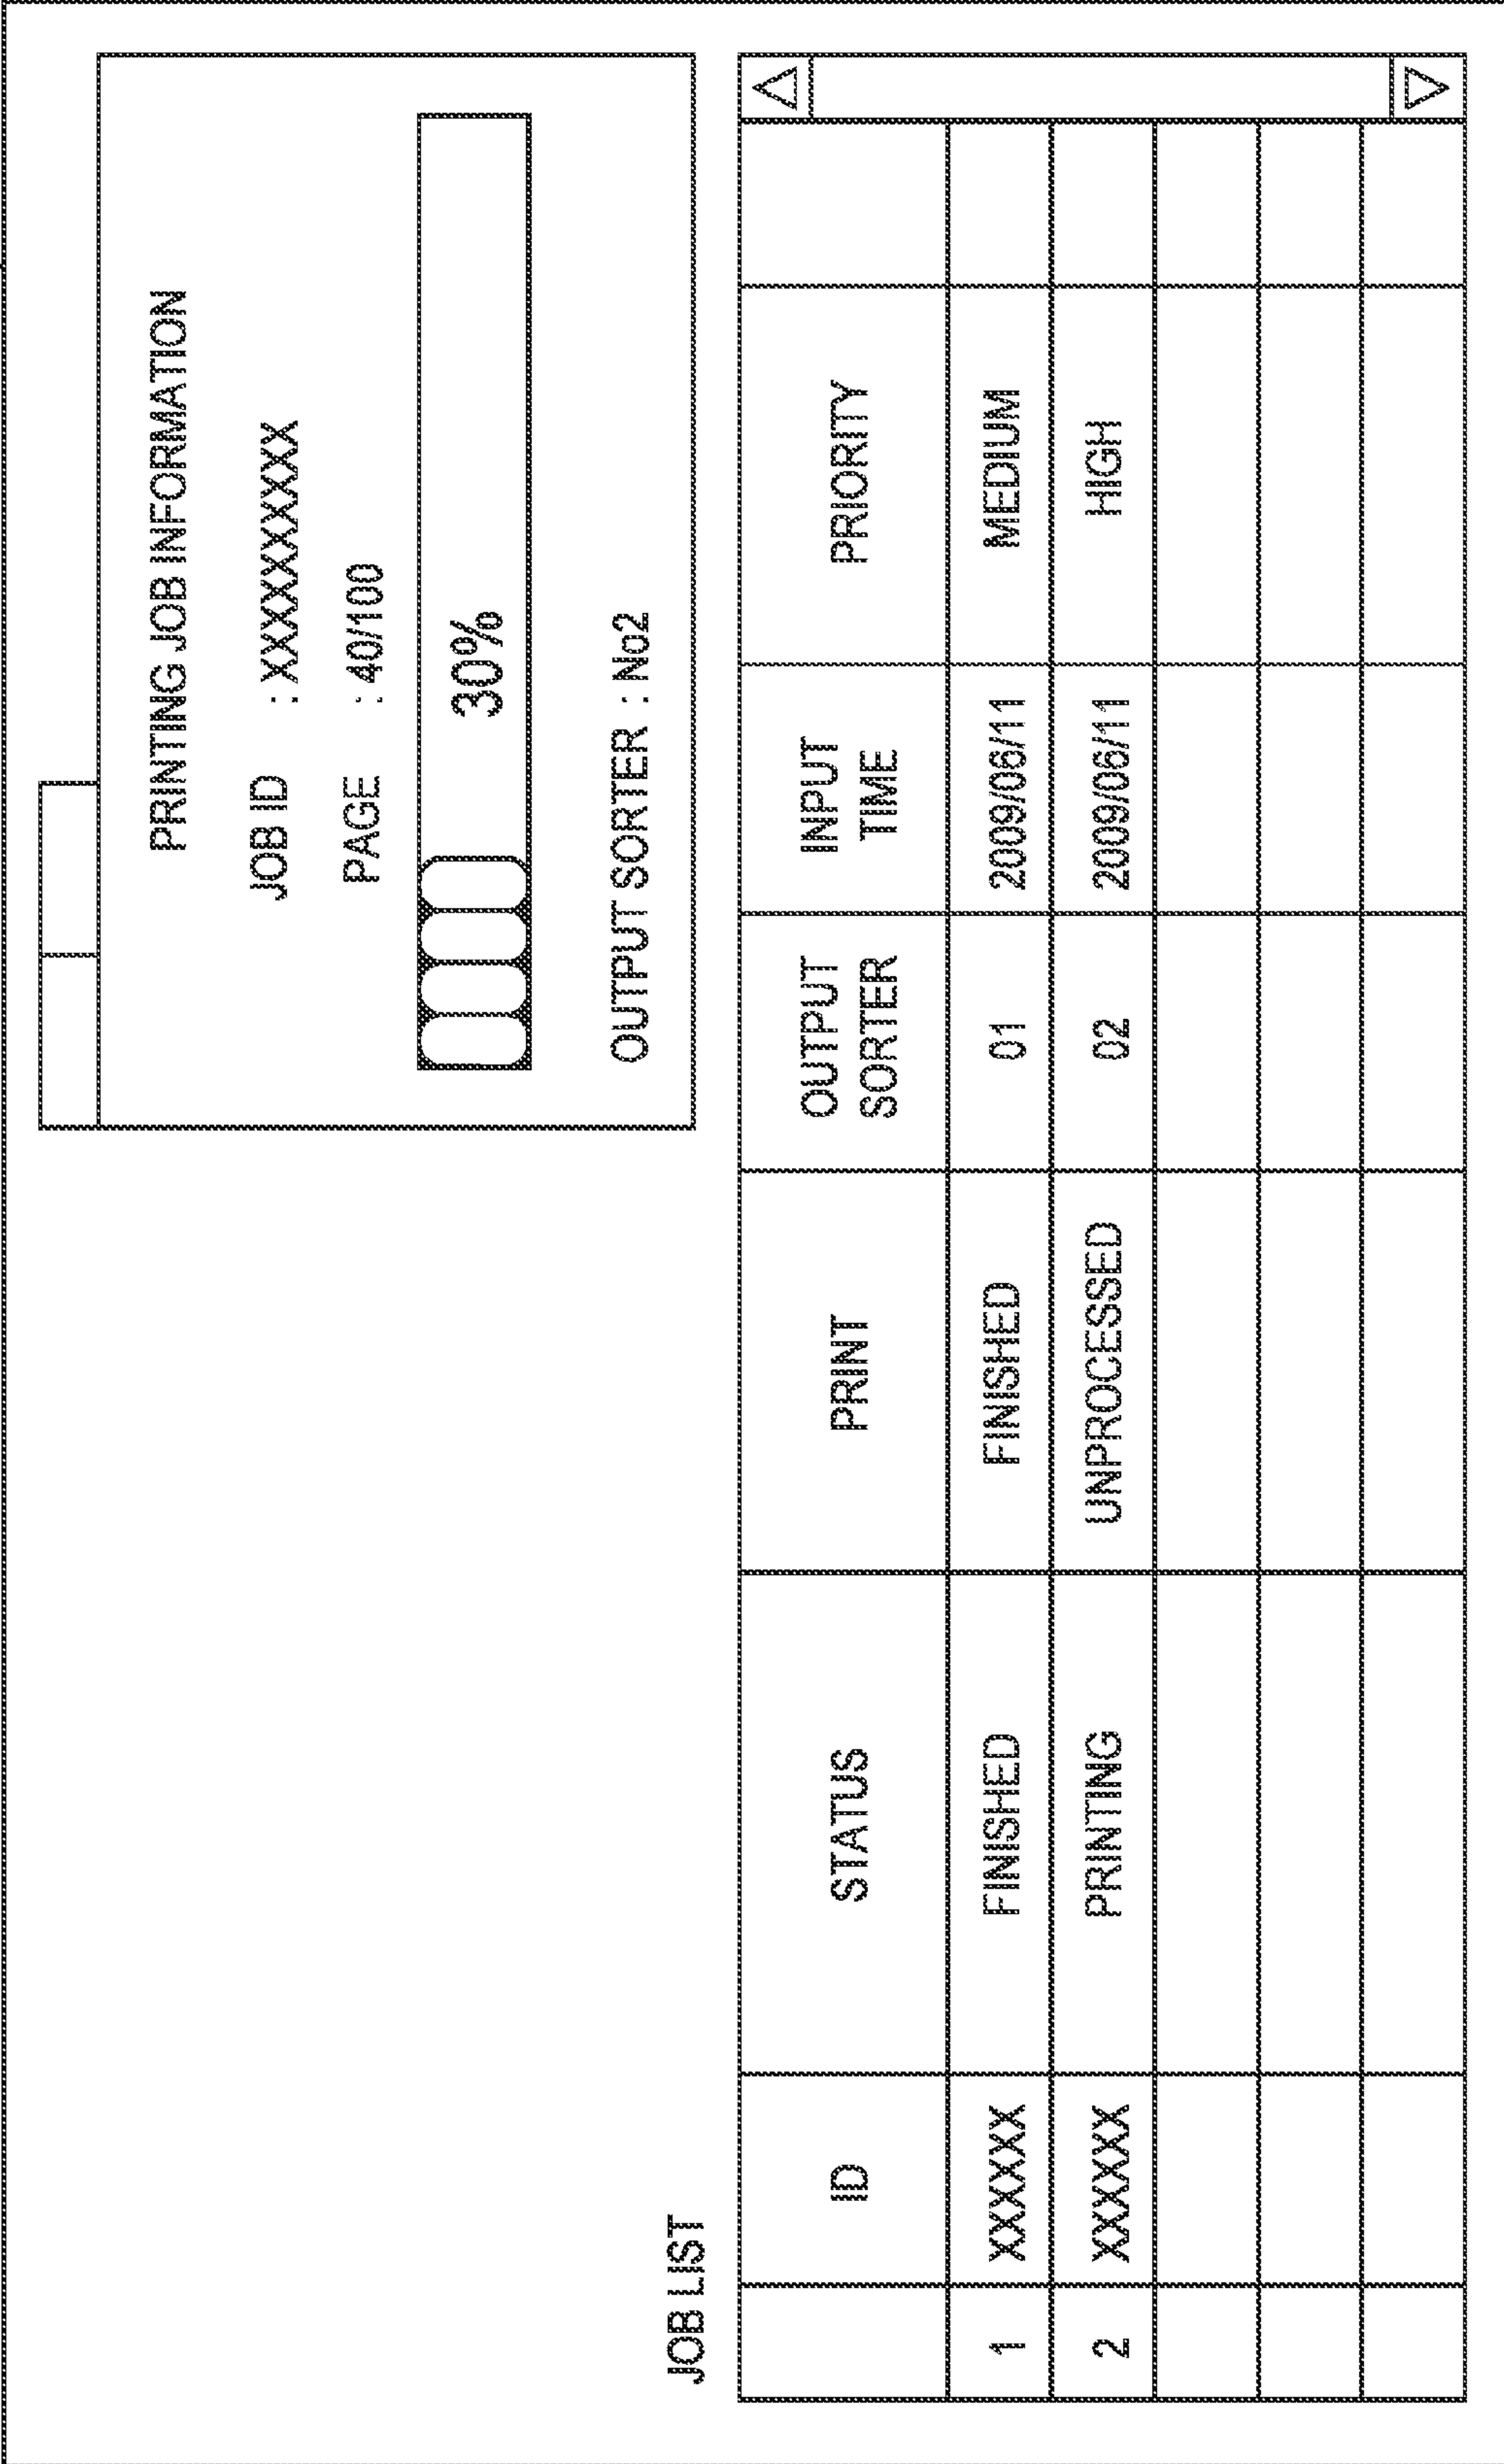 PRINTING JOB INFORMATION
JOB ID : XXXXXXXXXX
PAGE : 40/100
30%
OUTPUT SORTER : No2
JOB LIST
ID STATUS PRINT OUTPUT SORTER INPUT TIME PRIORITY
1 XXXXXX FINISHED FINISHED 01 2009/06/11 MEDIUM
2 XXXXXX PRINTING UNPROCESSED 02 2009/06/11 HIGH